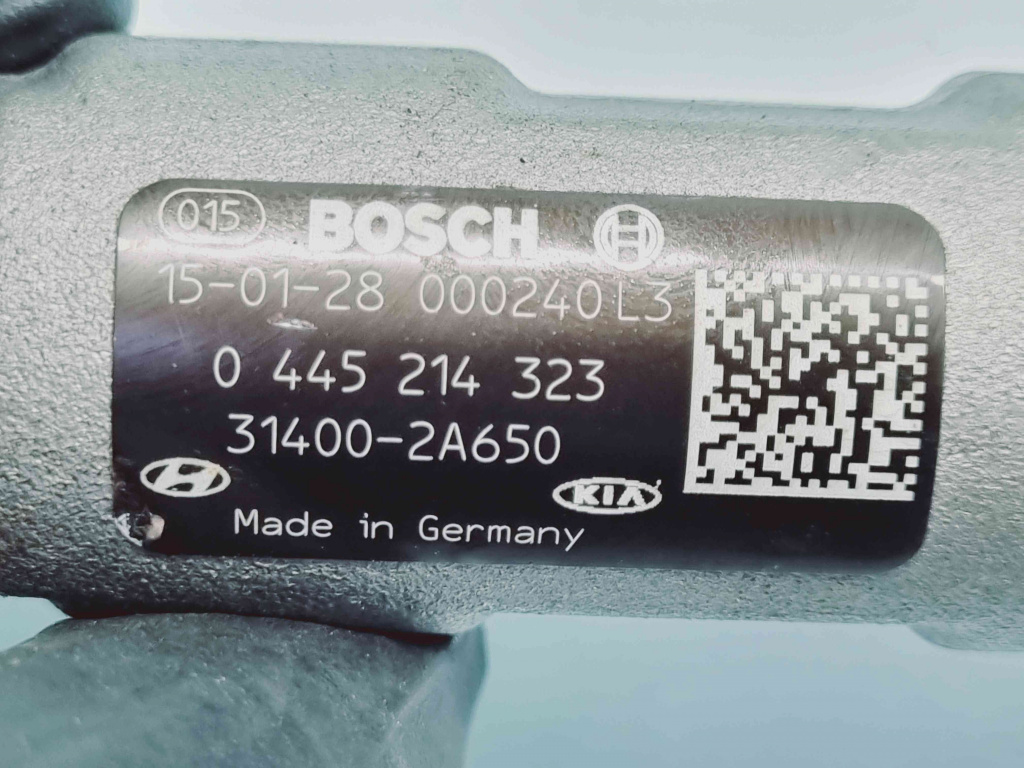 015 BOSCH
15-01-28 000240 L3
0 445 214 323
31400-2A650
KIA
Made in Germany